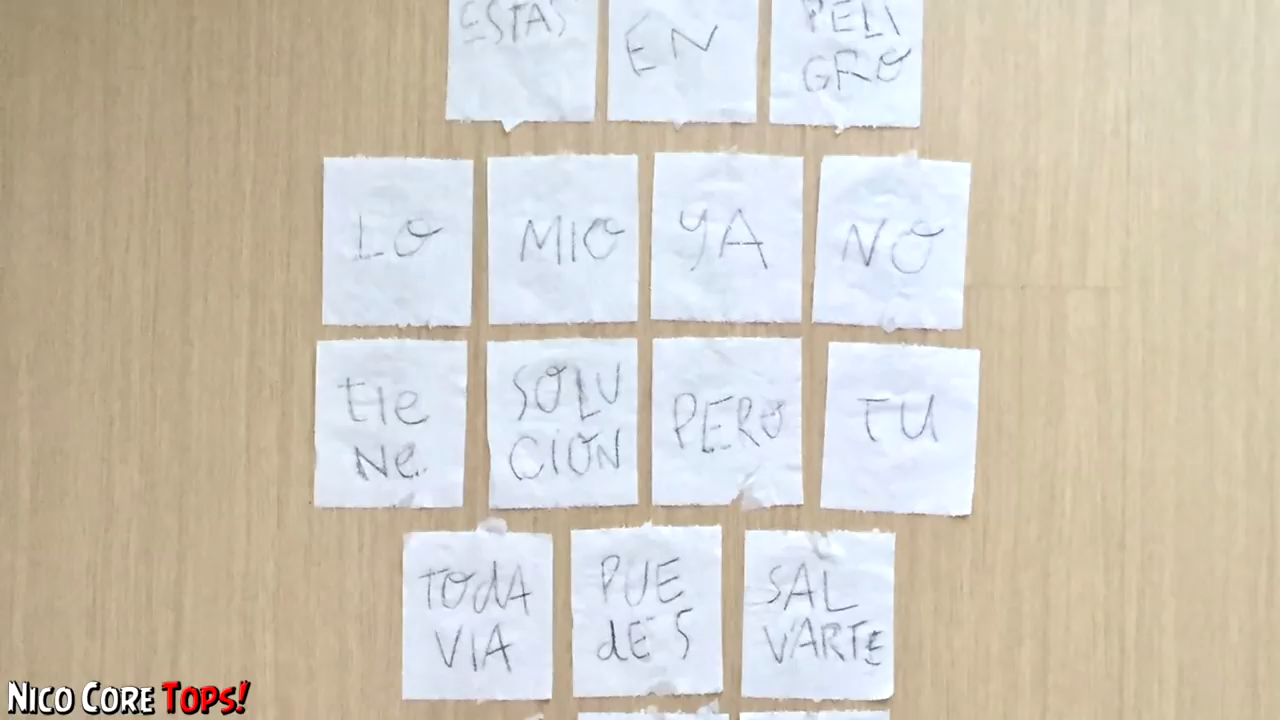 ESTAS EN PELI
GRO
LO MIO YA NO
tIe SOLU PERO TU
Ne CION
TOdA PUE SAL
VIA dES VARTE
NICO CORE TOPS!